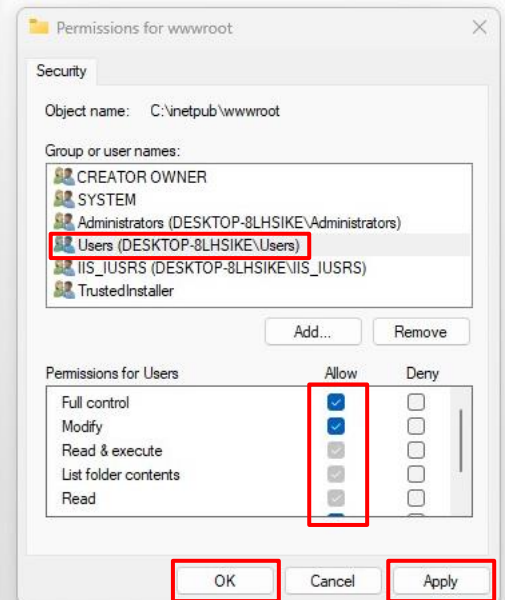 Permissions for wwwroot
Security
Object name: C:\inetpub\wwwroot
Group or user names:
CREATOR OWNER
SYSTEM
Administrators (DESKTOP-8LHSIKE\Administrators)
Users (DESKTOP-8LHSIKE\Users)
IIS_IUSRS (DESKTOP-8LHSIKE\IIS_IUSRS)
TrustedInstaller
Add... Remove
Permissions for Users Allow Deny
Full control
Modify
Read & execute
List folder contents
Read
OK Cancel Apply